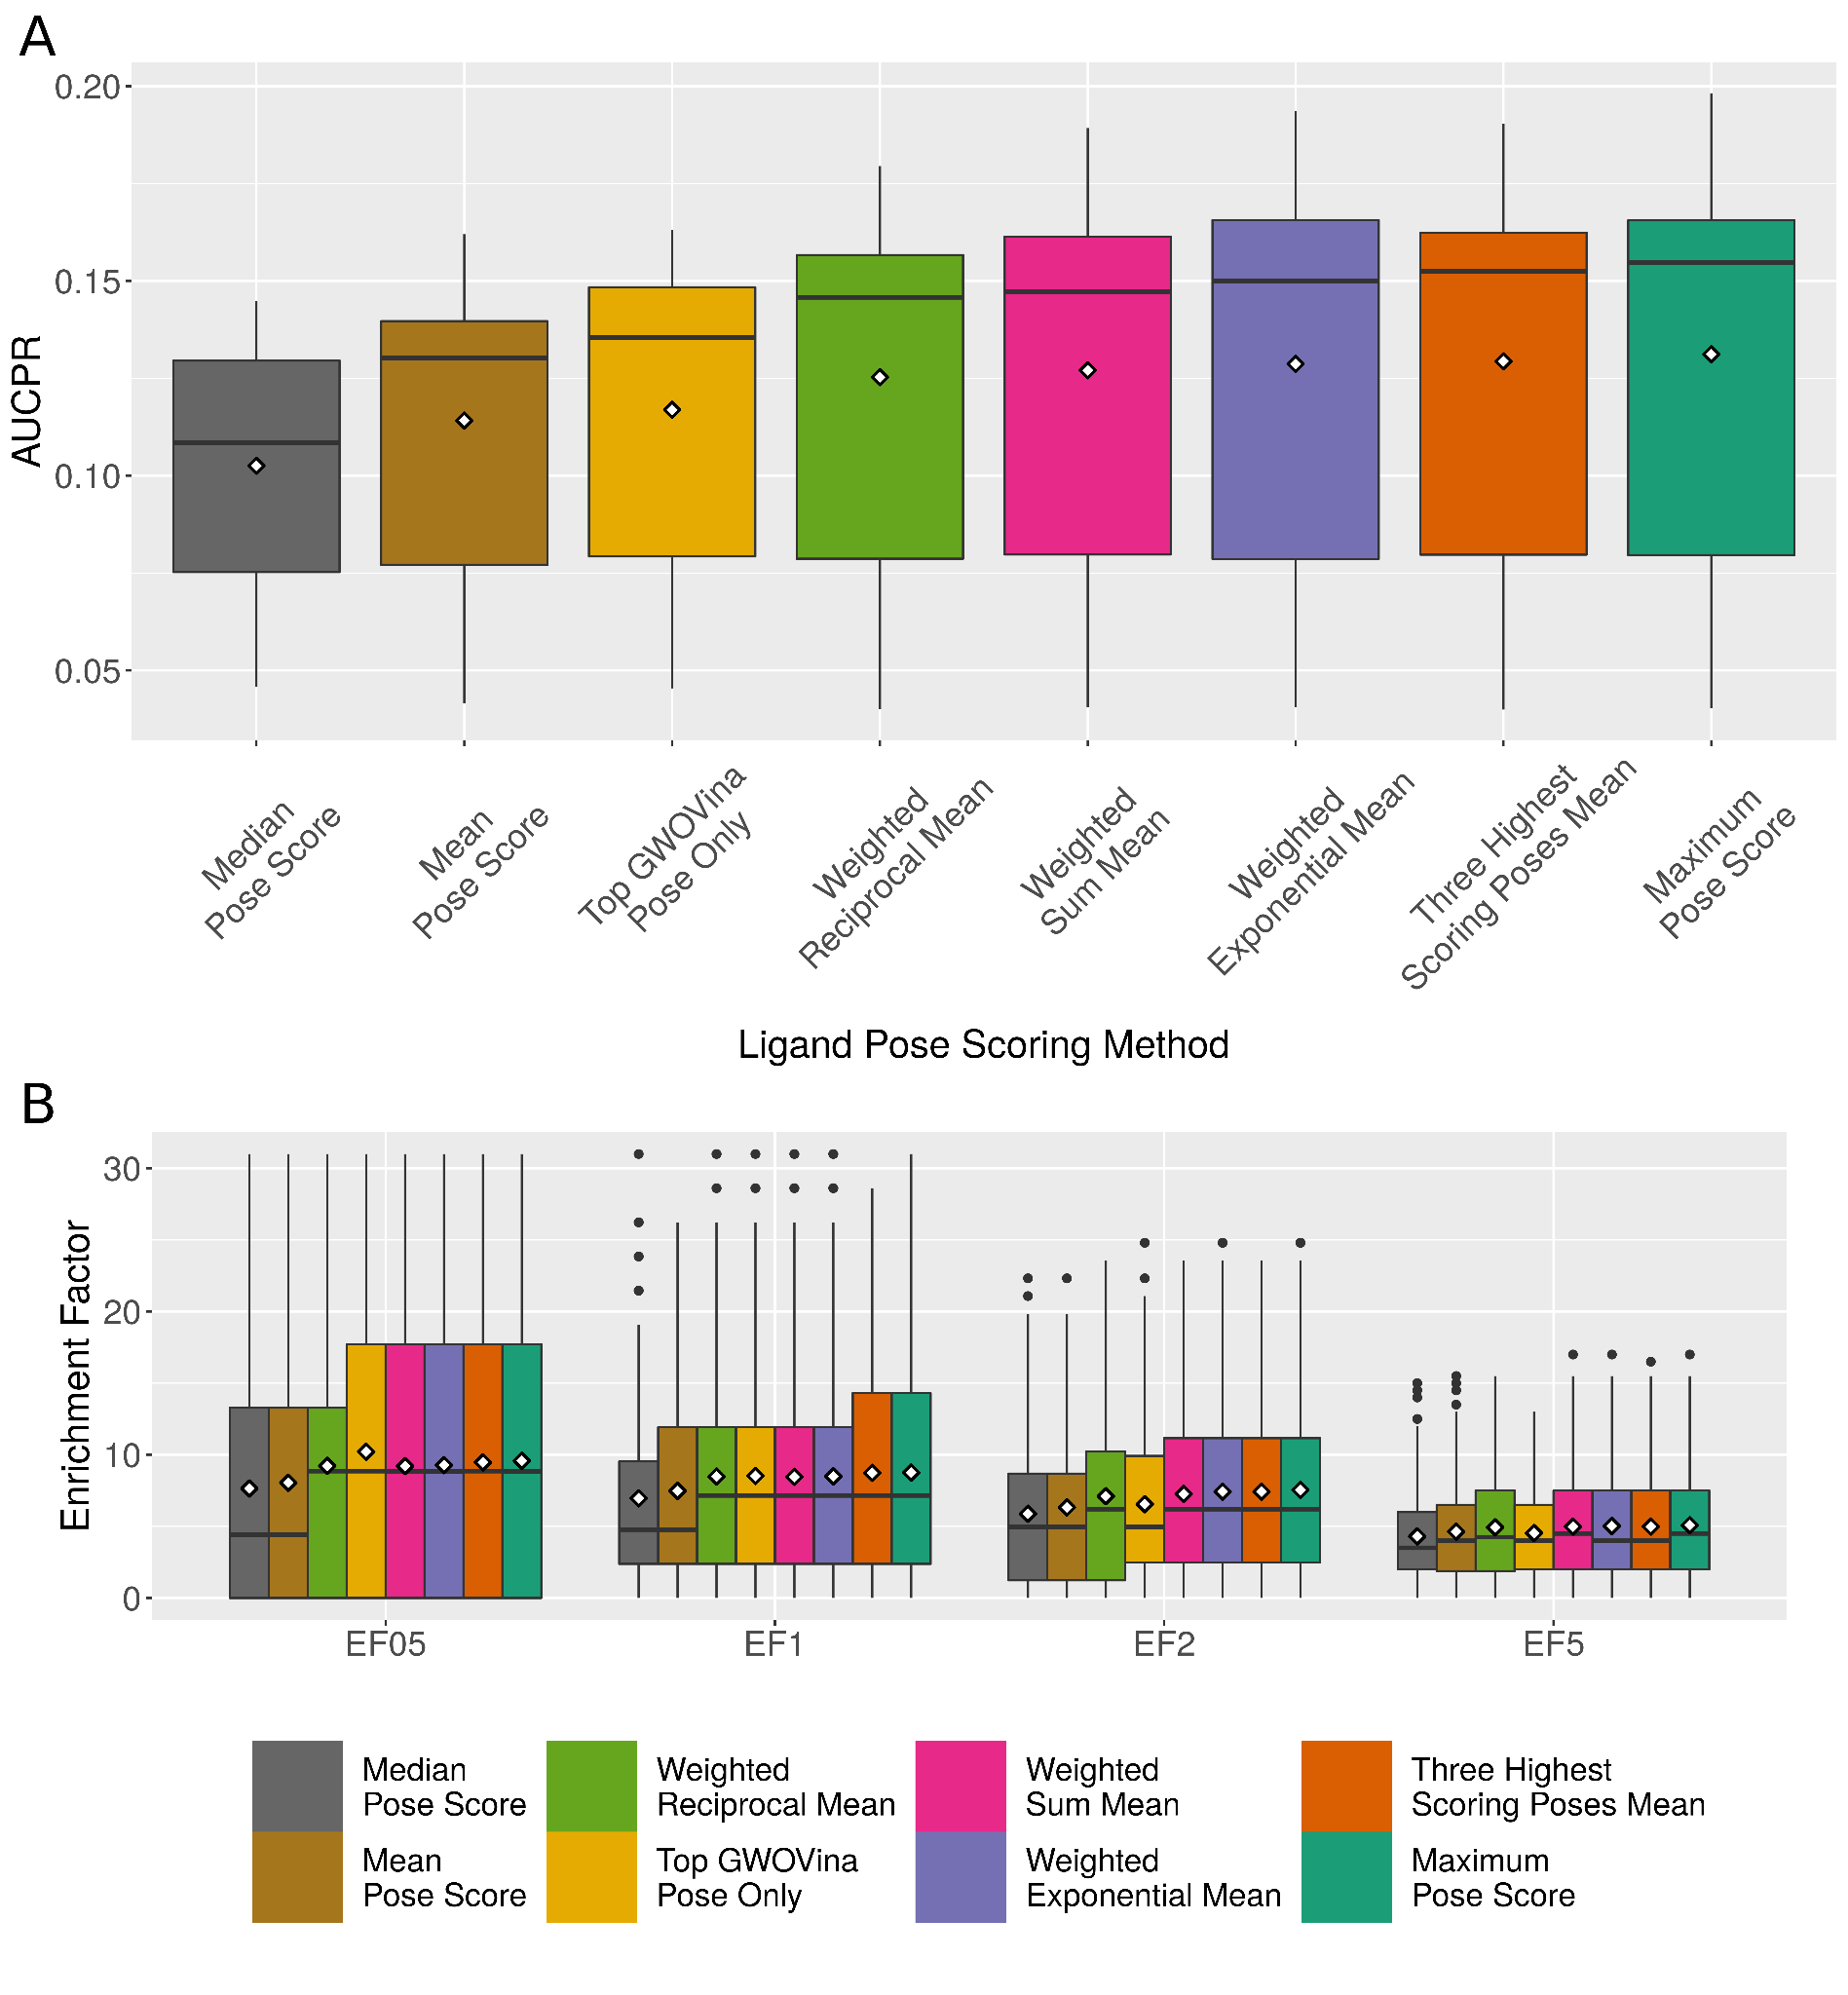 A
AUCPR
0.20
0.15
0.10
0.05
Median
Pose Score
Mean
Pose Score
Top GWOVina
Pose Only
Weighted
Reciprocal Mean
Weighted
Sum Mean
Weighted
Exponential Mean
Three Highest
Scoring Poses Mean
Maximum
Pose Score
Ligand Pose Scoring Method
B
Enrichment Factor
30
20
10
0
EF05
EF1
EF2
EF5
Median
Pose Score
Weighted
Reciprocal Mean
Weighted
Sum Mean
Three Highest
Scoring Poses Mean
Mean
Pose Score
Top GWOVina
Pose Only
Weighted
Exponential Mean
Maximum
Pose Score